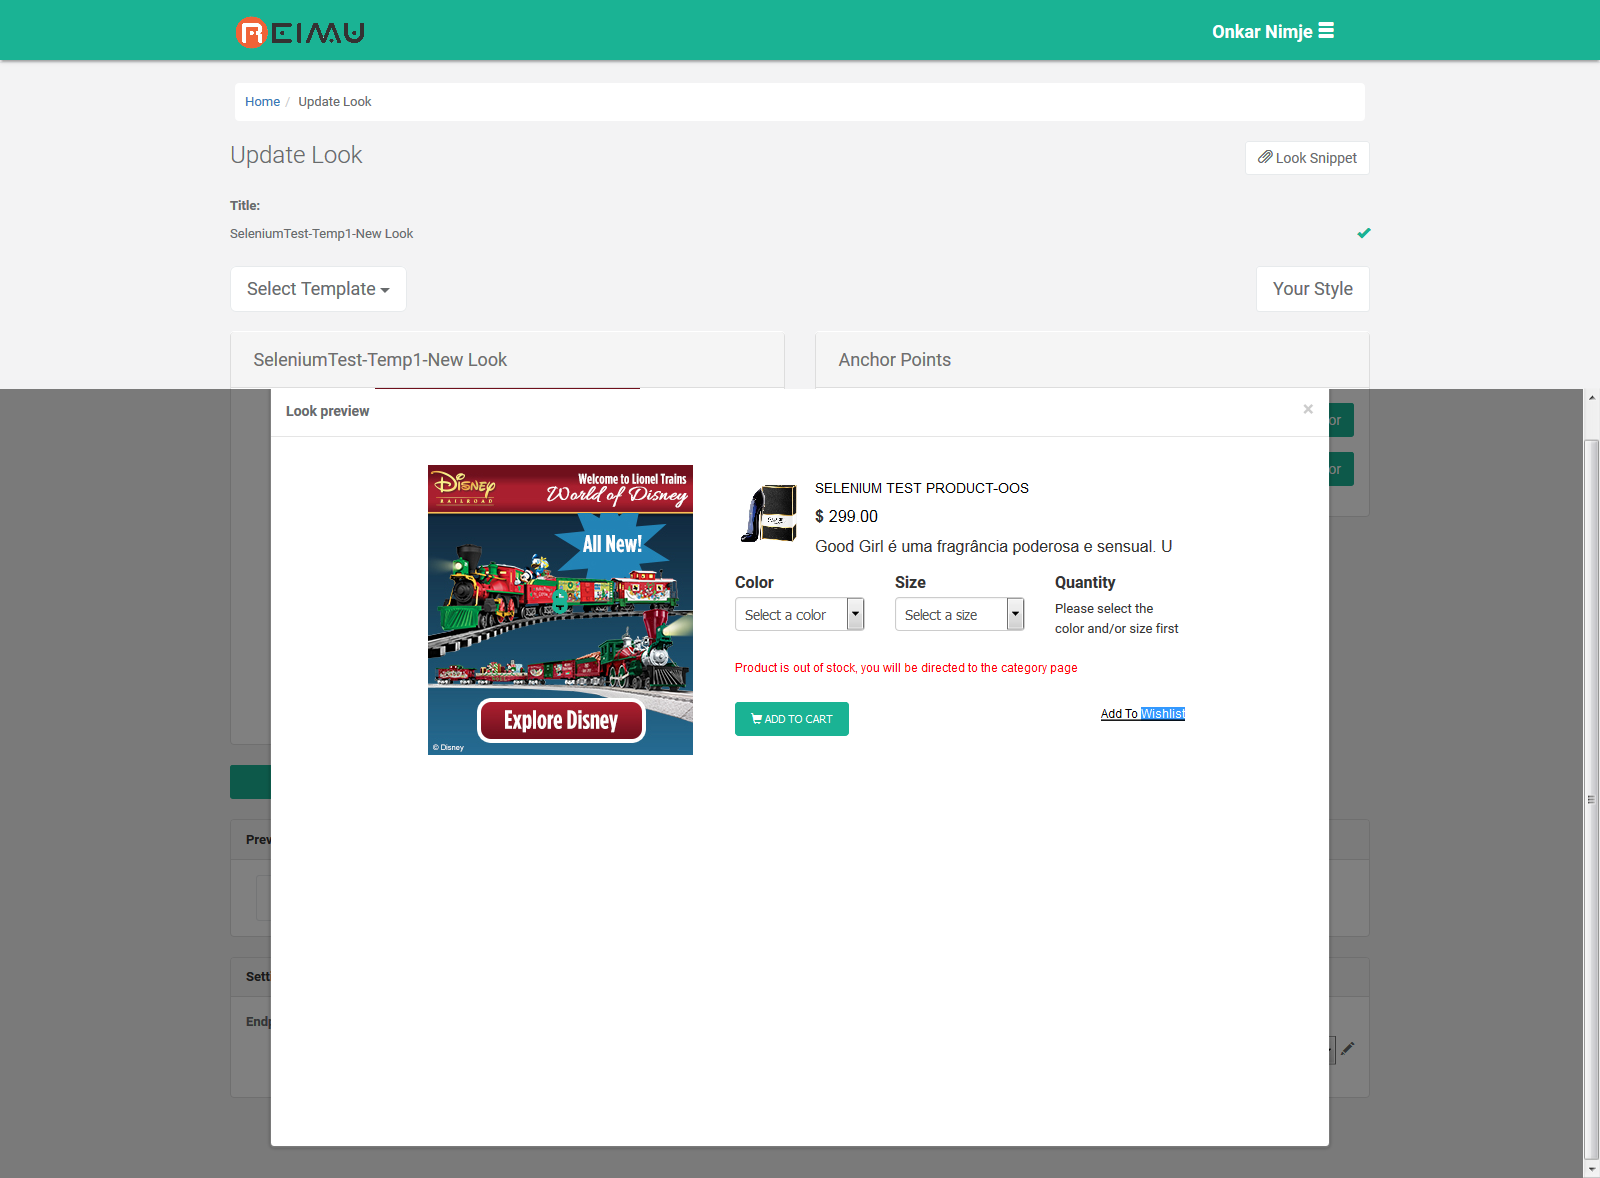 REIMU
Onkar Nimje
Home / Update Look
Update Look
Look Snippet
Title:
SeleniumTest-Temp1-New Look
Select Template
Your Style
SeleniumTest-Temp1-New Look
Anchor Points
Look preview
×
or
or
Disney
RAILROAD
Welcome to Lionel Trains
World of Disney
All New!
Explore Disney
© Disney
SELENIUM TEST PRODUCT-OOS
$ 299.00
Good Girl é uma fragrância poderosa e sensual. U
Color
Size
Quantity
Select a color
Select a size
Please select the
color and/or size first
Product is out of stock, you will be directed to the category page
ADD TO CART
Add To Wishlist
Prev
Setti
Endp